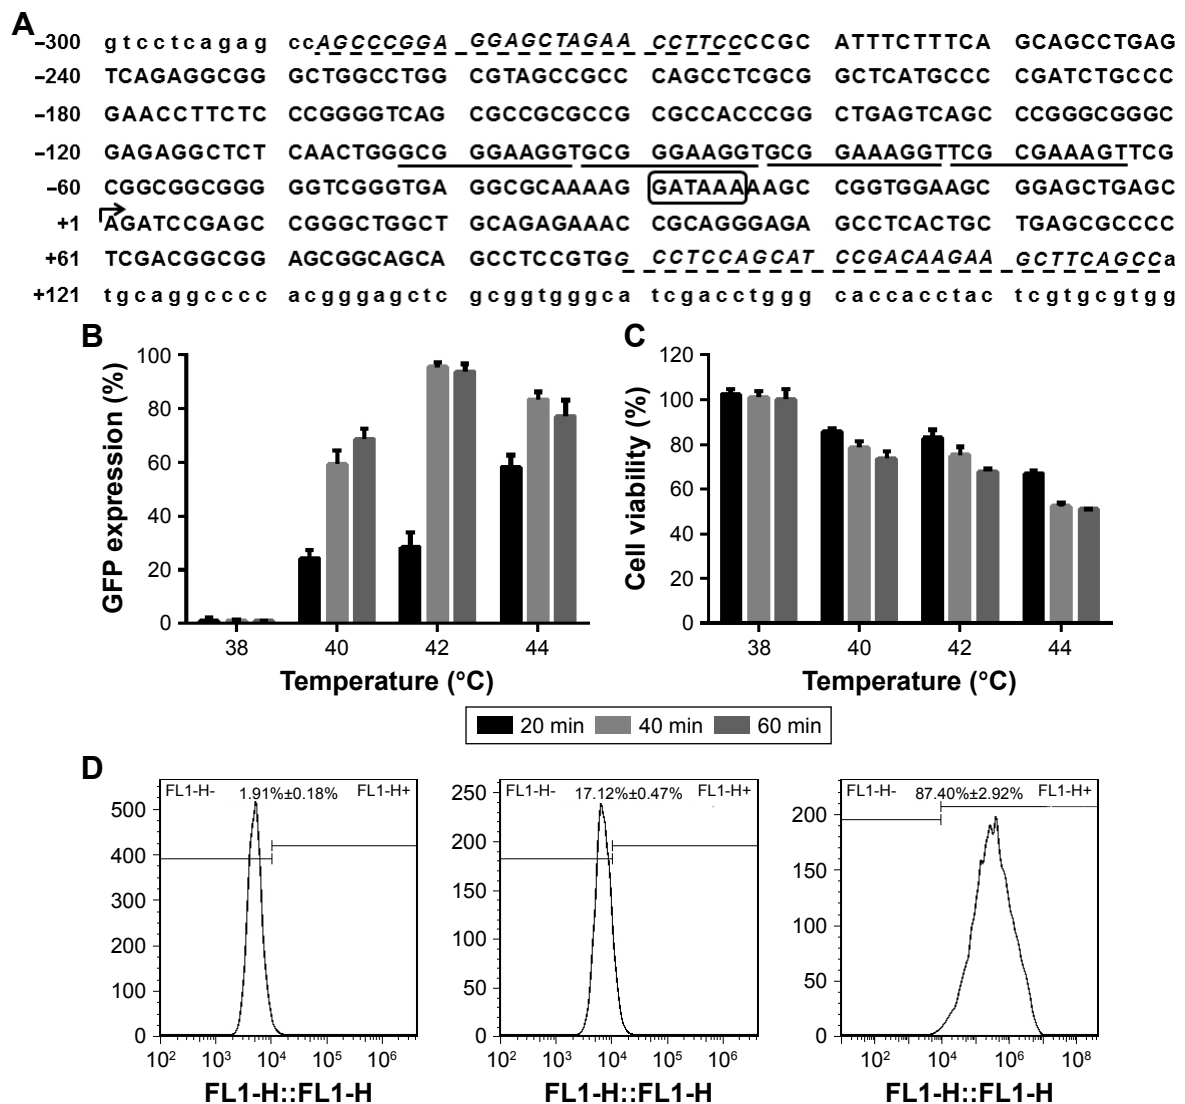 A
–300 gtcctcagag ccAGCCCGGA GGAGCTAGAA CCTTCCCCGC ATTTCTTTCA GCAGCCTGAG
–240 TCAGAGGCGG GCTGGCCTGG CGTAGCCGCC CAGCCTCGCG GCTCATGCCC CGATCTGCCC
–180 GAACCTTCTC CCGGGGTCAG CGCCGCGCCG CGCCACCCGG CTGAGTCAGC CCGGGCGGGC
–120 GAGAGGCTCT CAACTGGGCG GGAAGGTGCG GGAAGGTGCG GAAAGGTTCG CGAAAGTTCG
–60 CGGCGGCGGG GGTCGGGTGA GGCGCAAAAG GATAAAAAGC CGGTGGAAGC GGAGCTGAGC
+1 AGATCCGAGC CGGGCTGGCT GCAGAGAAAC CGCAGGGAGA GCCTCACTGC TGAGCGCCCC
+61 TCGACGGCGG AGCGGCAGCA GCCTCCGTGG CCTCCAGCAT CCGACAAGAA GCTTCAGCCa
+121 tgcaggcccc acgggagctc gcggtgggca tcgacctggg caccacctac tcgtgcgtgg
B
GFP expression (%)
100
80
60
40
20
0
38 40 42 44
Temperature (°C)
C
Cell viability (%)
120
100
80
60
40
20
0
38 40 42 44
Temperature (°C)
20 min 40 min 60 min
D
FL1-H- 1.91%±0.18% FL1-H+
500
400
300
200
100
0
10² 10³ 10⁴ 10⁵ 10⁶
FL1-H::FL1-H
FL1-H- 17.12%±0.47% FL1-H+
250
200
150
100
50
0
10² 10³ 10⁴ 10⁵ 10⁶
FL1-H::FL1-H
FL1-H- 87.40%±2.92% FL1-H+
200
150
100
50
0
10² 10⁴ 10⁶ 10⁸
FL1-H::FL1-H